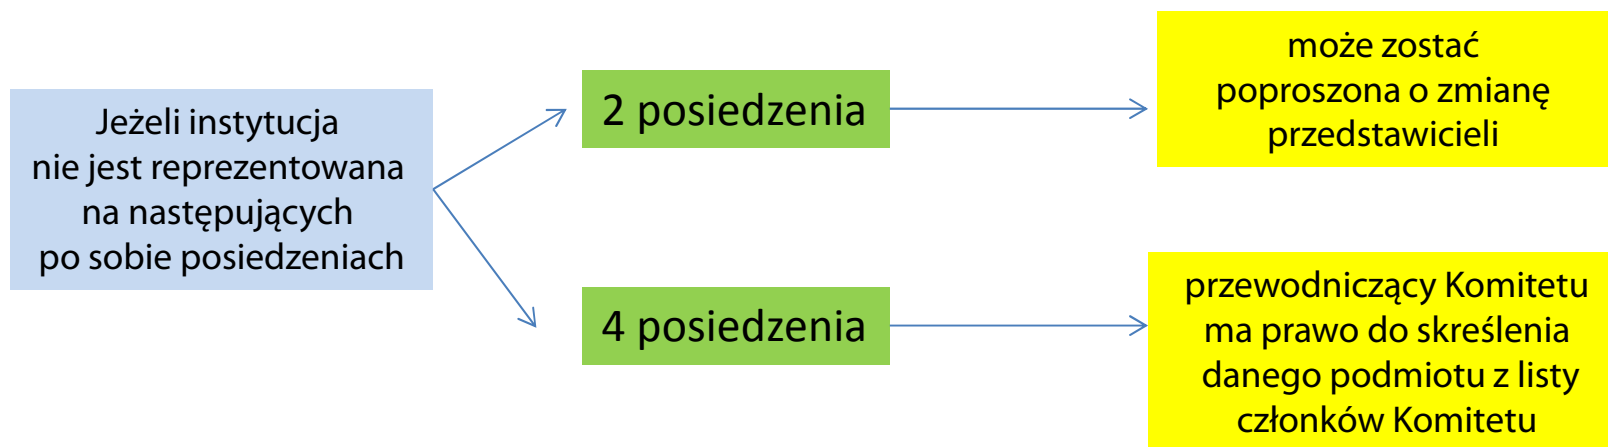 Jeżeli instytucja
nie jest reprezentowana
na następujących
po sobie posiedzeniach
2 posiedzenia
może zostać
poproszona o zmianę
przedstawicieli
4 posiedzenia
przewodniczący Komitetu
ma prawo do skreślenia
danego podmiotu z listy
członków Komitetu